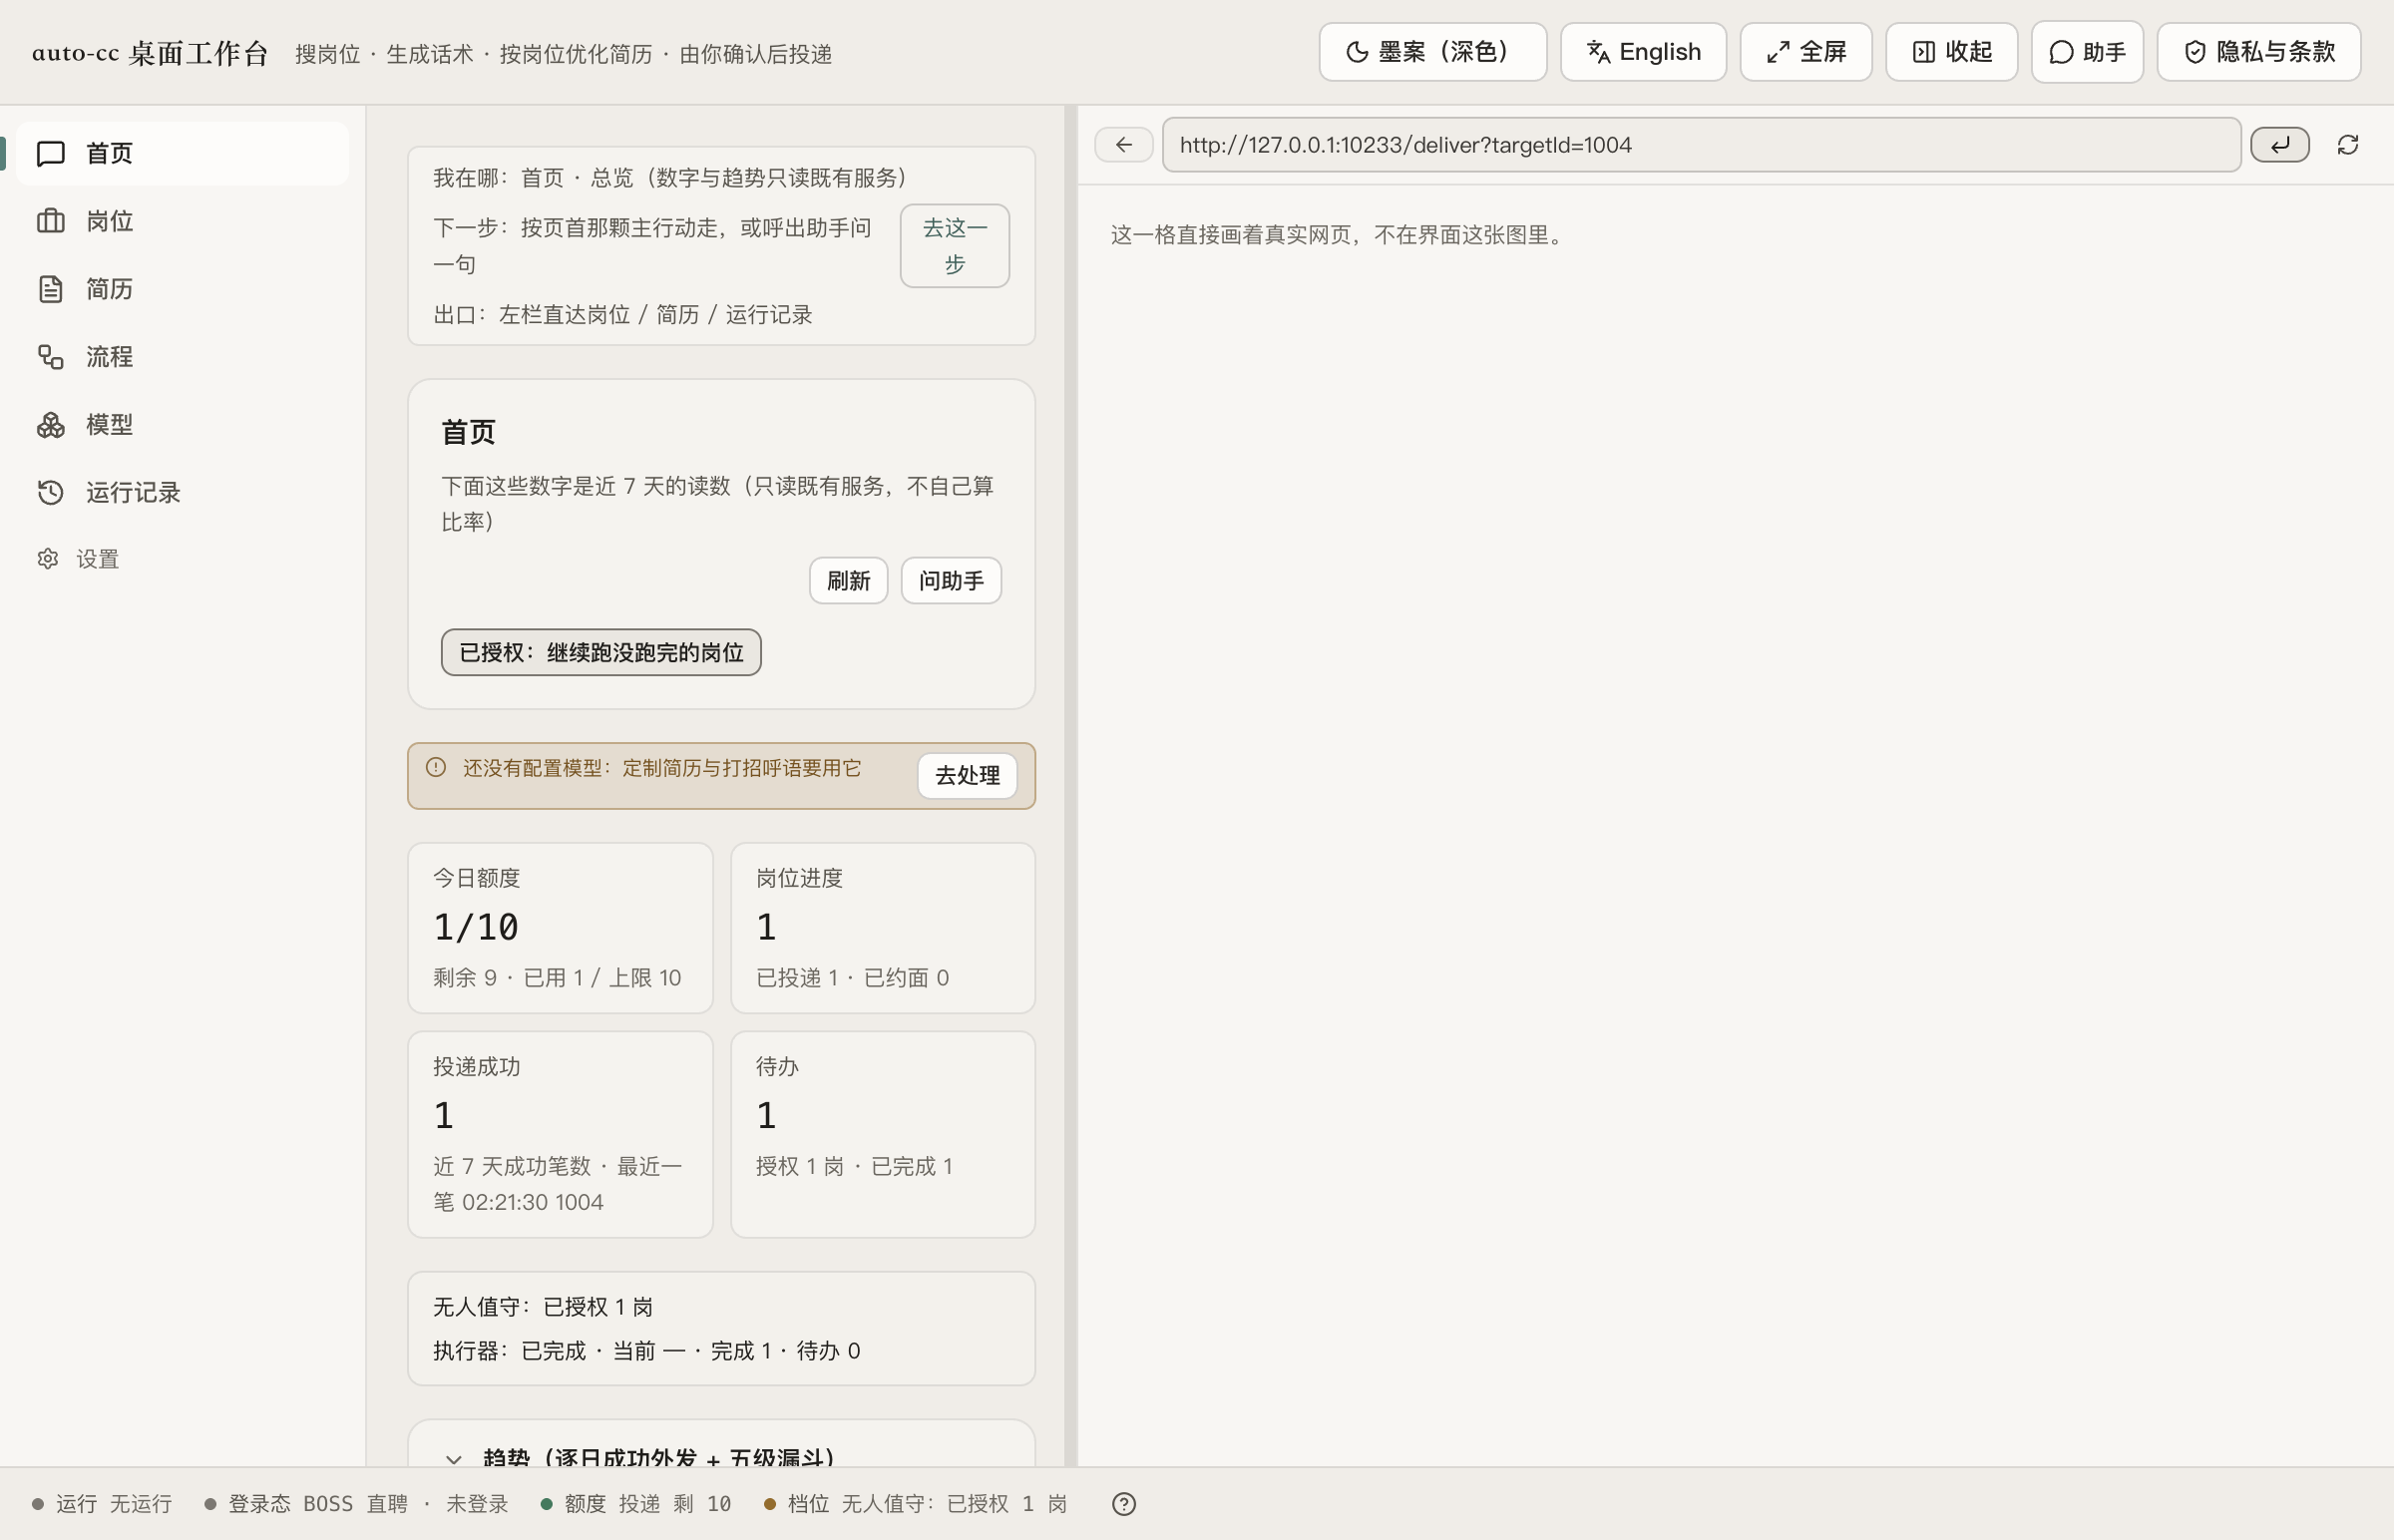 auto-cc 桌面工作台
搜岗位 · 生成话术 · 按岗位优化简历 · 由你确认后投递
墨案（深色）
English
全屏
收起
助手
隐私与条款
首页
岗位
简历
流程
模型
运行记录
设置
我在哪：首页 · 总览（数字与趋势只读既有服务）
下一步：按页首那颗主行动走，或呼出助手问
一句
去这一
步
出口：左栏直达岗位 / 简历 / 运行记录
首页
下面这些数字是近 7 天的读数（只读既有服务，不自己算
比率）
刷新
问助手
已授权：继续跑没跑完的岗位
还没有配置模型：定制简历与打招呼语要用它
去处理
今日额度
1/10
剩余 9 · 已用 1 / 上限 10
岗位进度
1
已投递 1 · 已约面 0
投递成功
1
近 7 天成功笔数 · 最近一
笔 02:21:30 1004
待办
1
授权 1 岗 · 已完成 1
无人值守：已授权 1 岗
执行器：已完成 · 当前 — · 完成 1 · 待办 0
趋势（逐日成功外发 + 五级漏斗）
http://127.0.0.1:10233/deliver?targetId=1004
这一格直接画着真实网页，不在界面这张图里。
运行 无运行
登录态 BOSS 直聘 · 未登录
额度 投递 剩 10
档位 无人值守：已授权 1 岗